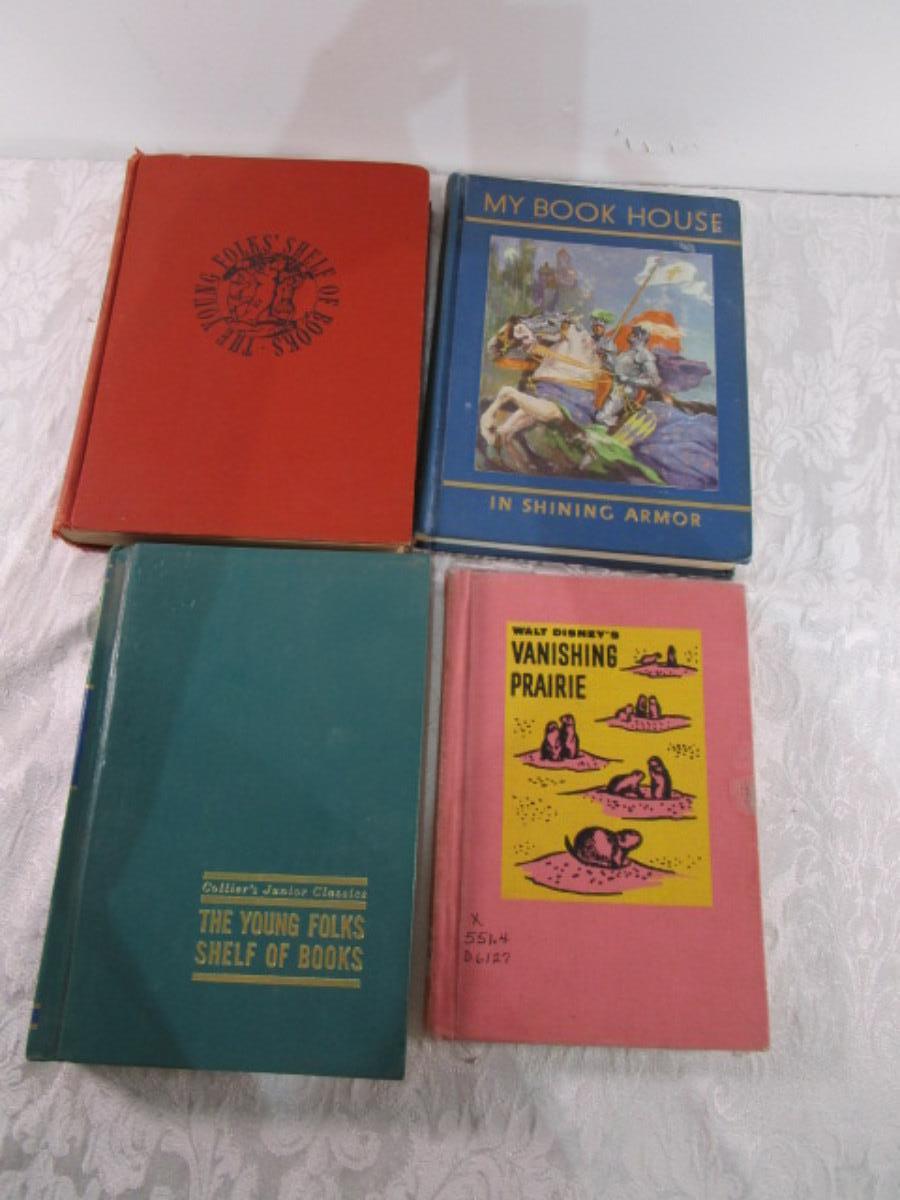 THE YOUNG FOLKS' SHELF OF BOOKS ·
MY BOOK HOUSE
IN SHINING ARMOR
Collier's Junior Classics
THE YOUNG FOLKS
SHELF OF BOOKS
WALT DISNEY'S
VANISHING
PRAIRIE
X
551.4
D6127